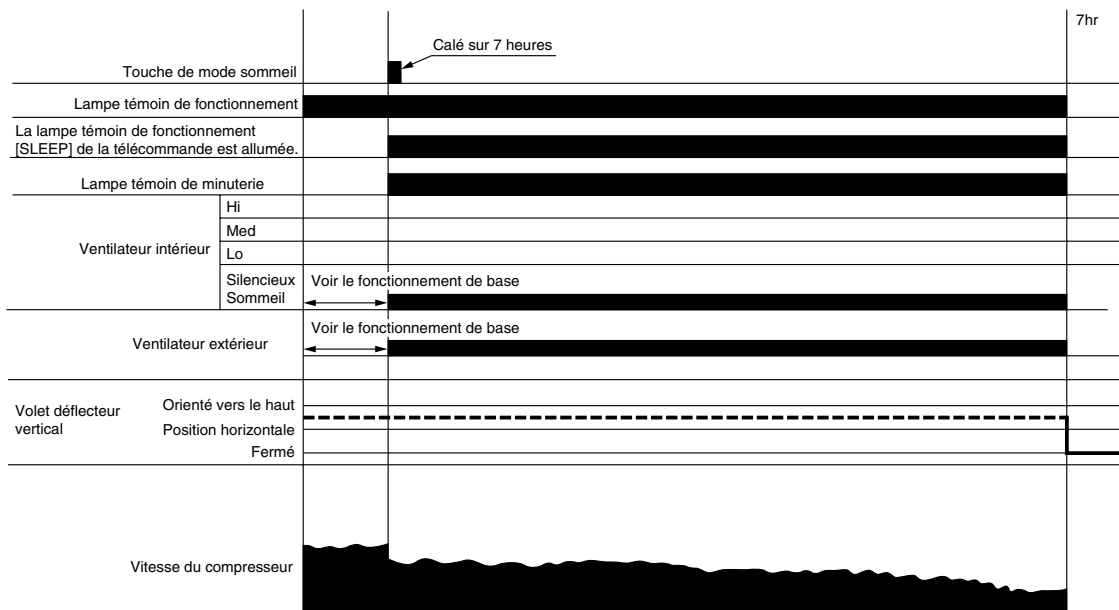 7hr
Calé sur 7 heures
Touche de mode sommeil
Lampe témoin de fonctionnement
La lampe témoin de fonctionnement
[SLEEP] de la télécommande est allumée.
Lampe témoin de minuterie
Ventilateur intérieur
Hi
Med
Lo
Silencieux
Sommeil
Voir le fonctionnement de base
Ventilateur extérieur
Voir le fonctionnement de base
Volet déflecteur
vertical
Orienté vers le haut
Position horizontale
Fermé
Vitesse du compresseur